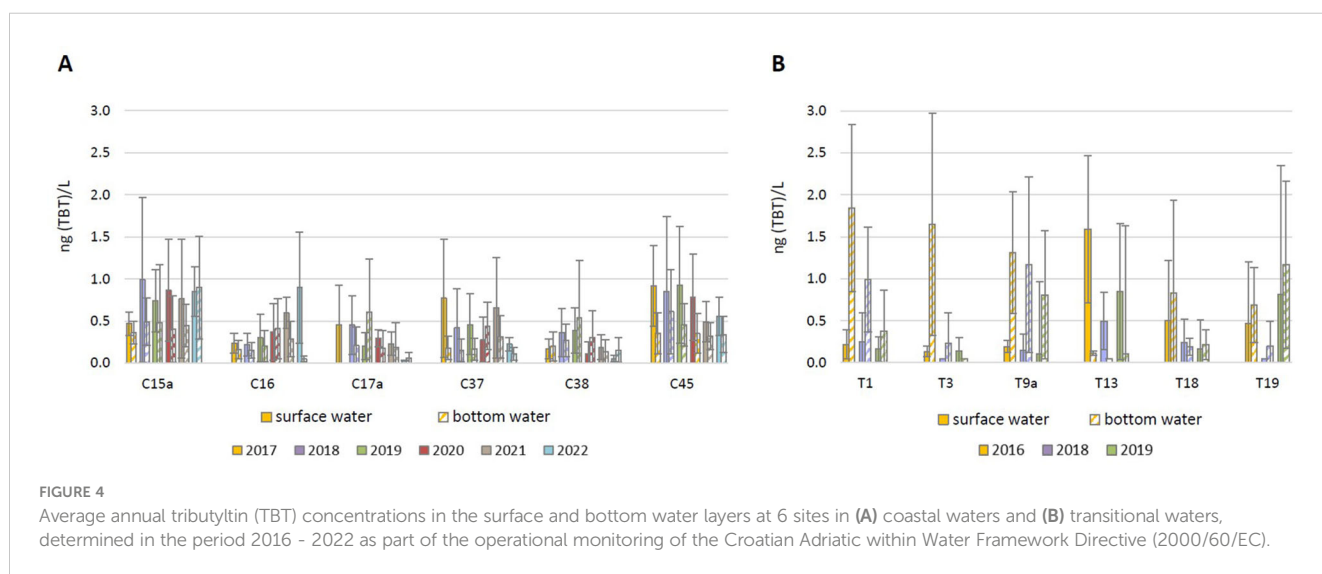 A
3.0
2.5
2.0
1.5
1.0
0.5
0.0
ng (TBT)/L
C15a C16 C17a C37 C38 C45
surface water bottom water
2017 2018 2019 2020 2021 2022
B
3.0
2.5
2.0
1.5
1.0
0.5
0.0
ng (TBT)/L
T1 T3 T9a T13 T18 T19
surface water bottom water
2016 2018 2019
FIGURE 4
Average annual tributyltin (TBT) concentrations in the surface and bottom water layers at 6 sites in (A) coastal waters and (B) transitional waters,
determined in the period 2016 - 2022 as part of the operational monitoring of the Croatian Adriatic within Water Framework Directive (2000/60/EC).